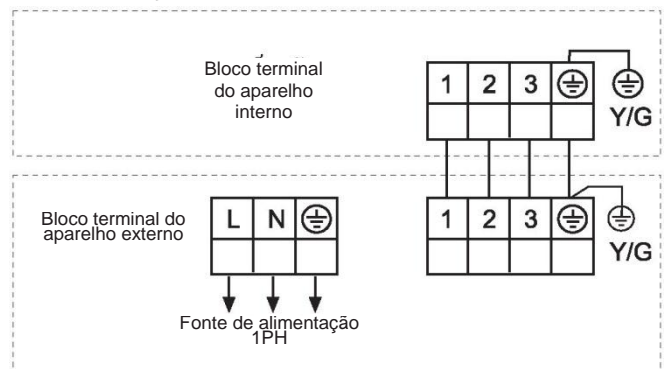 Bloco terminal
do aparelho
interno
1 2 3
Y/G
Bloco terminal do
aparelho externo
L N
1 2 3
Y/G
Fonte de alimentação
1PH